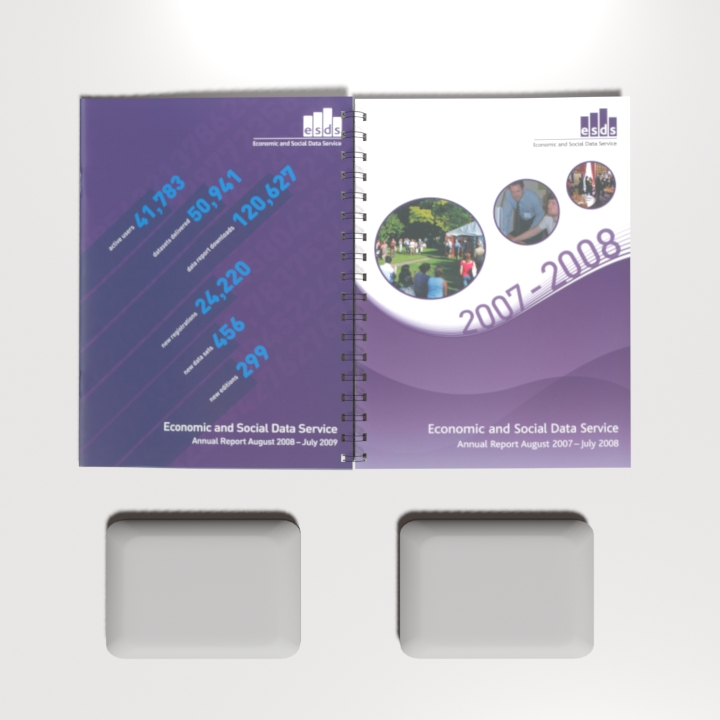 esds
Economic and Social Data Service
active users 41,783
datasets delivered 50,941
data report downloads 120,627
new registrations 24,220
new data sets 456
new editions 299
Economic and Social Data Service
Annual Report August 2008 – July 2009
esds
Economic and Social Data Service
2007-2008
Economic and Social Data Service
Annual Report August 2007 – July 2008